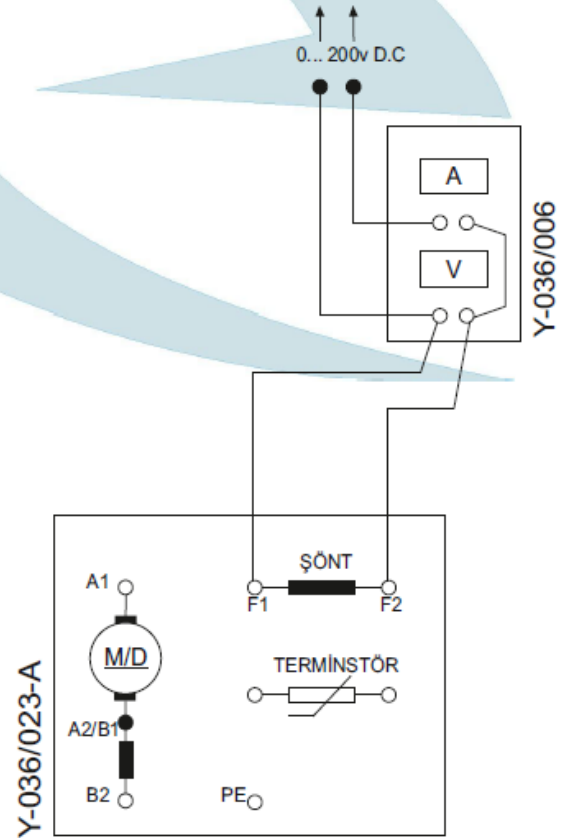 0... 200v D.C
A
V
Y-036/006
ŞÖNT
A1
F1
F2
M/D
TERMİNSTÖR
A2/B1
B2
PE
Y-036/023-A